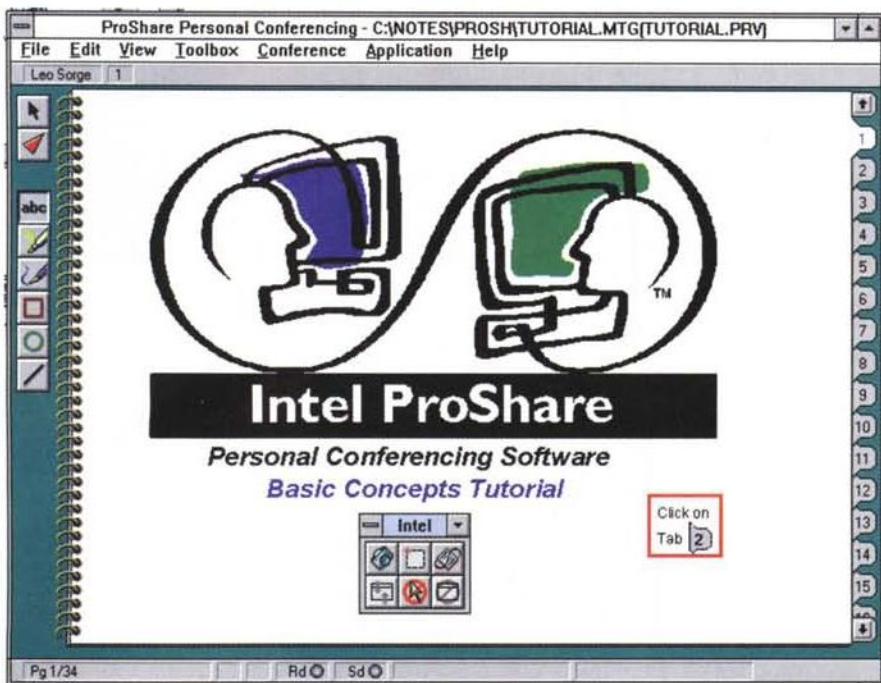 ProShare Personal Conferencing - C:\NOTES\PROSH\TUTORIAL.MTG(TUTORIAL.PRV)
File Edit View Toolbox Conference Application Help
Leo Sorge 1
abc
1
2
3
4
5
6
7
8
9
10
11
12
13
14
15
TM
Intel ProShare
Personal Conferencing Software
Basic Concepts Tutorial
Click on
Tab 2
Intel
Pg 1/34 Rd Sd